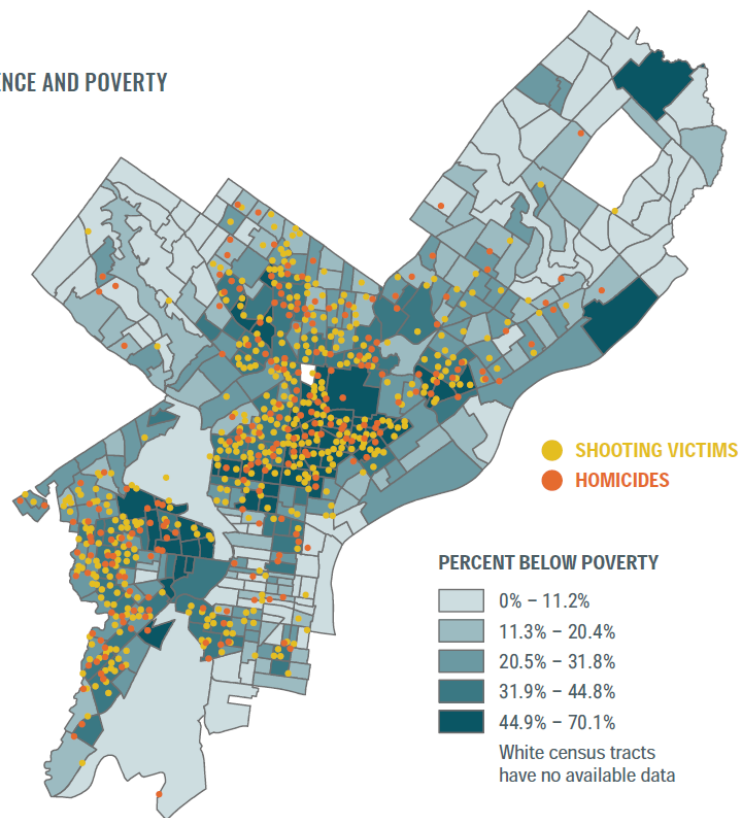 ENCE AND POVERTY
SHOOTING VICTIMS
HOMICIDES
PERCENT BELOW POVERTY
0% – 11.2%
11.3% – 20.4%
20.5% – 31.8%
31.9% – 44.8%
44.9% – 70.1%
White census tracts
have no available data